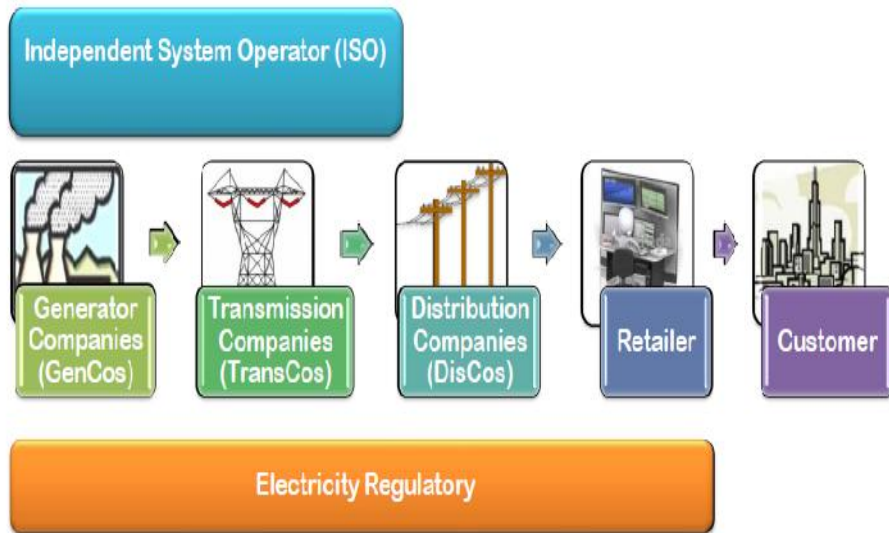 Independent System Operator (ISO)
Generator
Companies
(GenCos)
Transmission
Companies
(TransCos)
Distribution
Companies
(DisCos)
Retailer
Customer
Electricity Regulatory